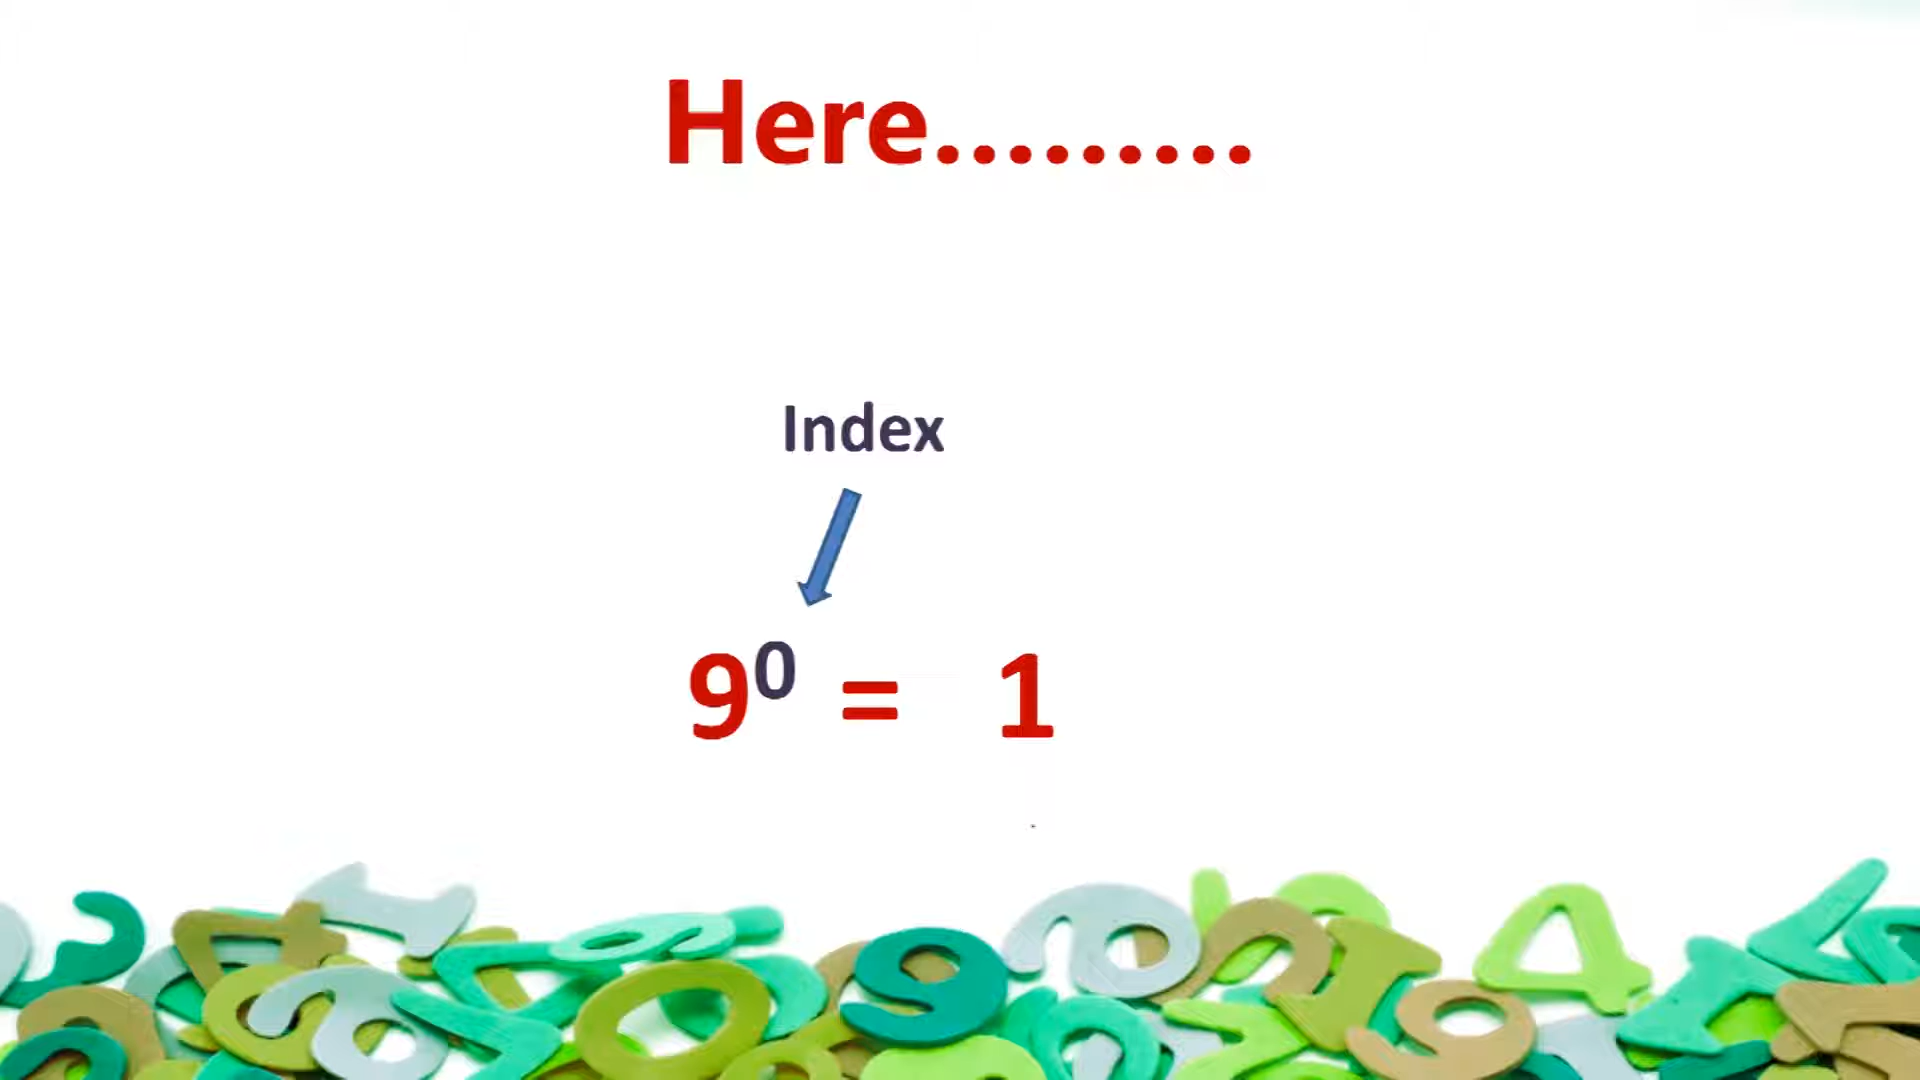 Here.........
Index
9⁰ = 1